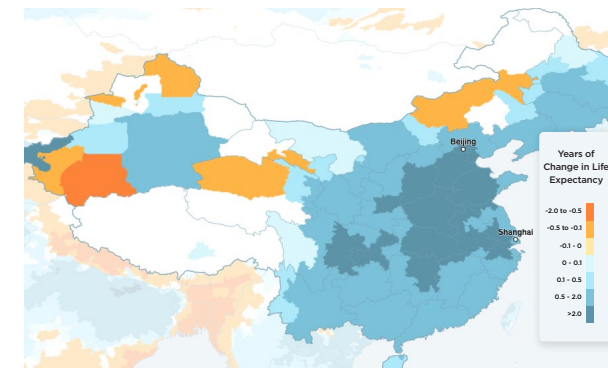 Beijing
Shanghai
Years of
Change in Life
Expectancy
-2.0 to -0.5
-0.5 to -0.1
-0.1 - 0
0 - 0.1
0.1 - 0.5
0.5 - 2.0
>2.0